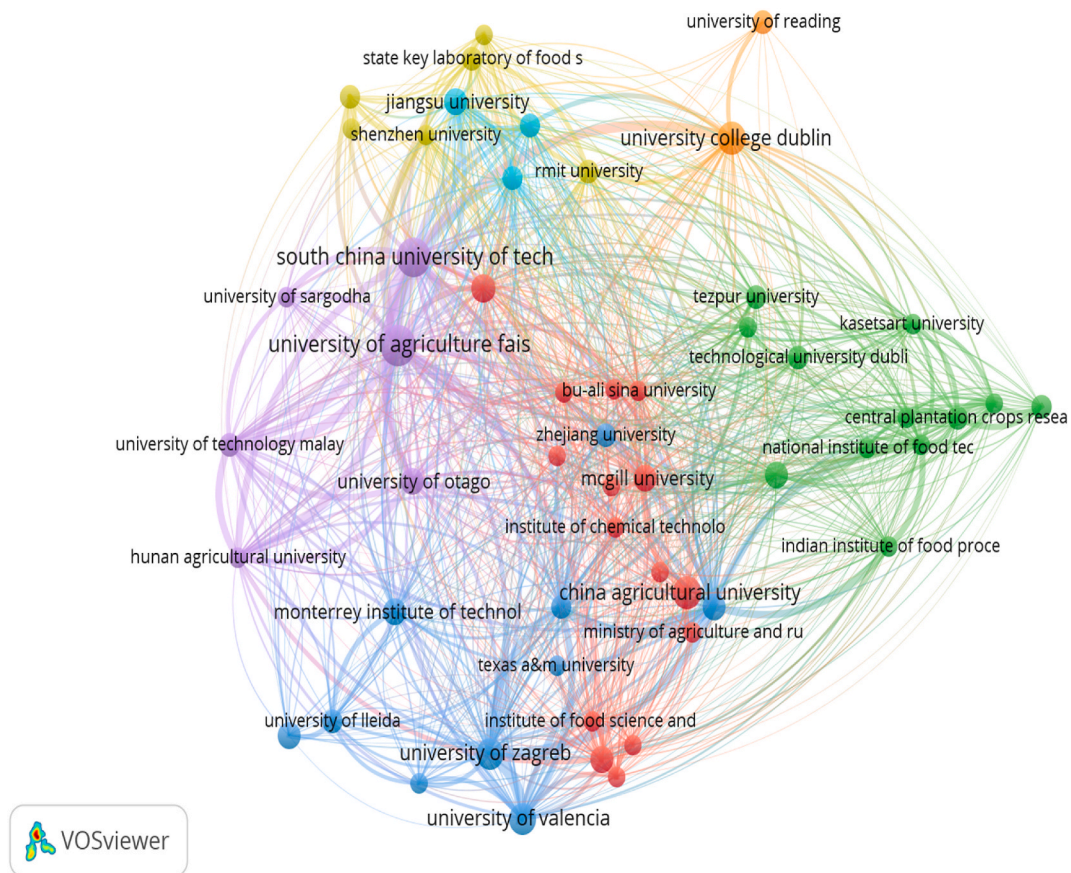 university of reading
state key laboratory of food s
jiangsu university
shenzhen university
university college dublin
rmit university
south china university of tech
university of sargodha
tezpur university
kasetsart university
university of agriculture fais
technological university dubli
bu-ali sina university
central plantation crops resea
zhejiang university
university of technology malay
national institute of food tec
university of otago
mcgill university
institute of chemical technolo
hunan agricultural university
indian institute of food proce
china agricultural university
monterrey institute of technol
ministry of agriculture and ru
texas a&m university
university of lleida
institute of food science and
university of zagreb
university of valencia
VOSviewer